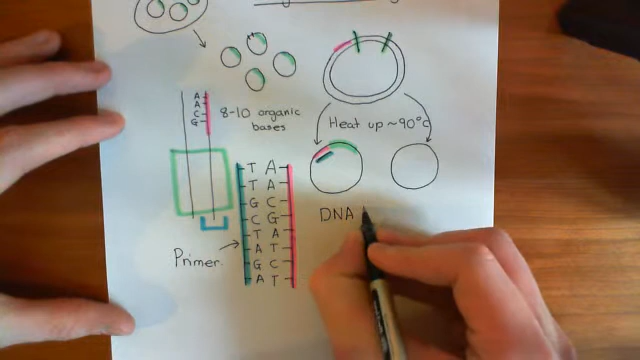 A
A
C
G
8-10 organic
bases
Heat up ~90°C
T A
T A
G C
C G
T A
A T
G C
A T
Primer.
DNA